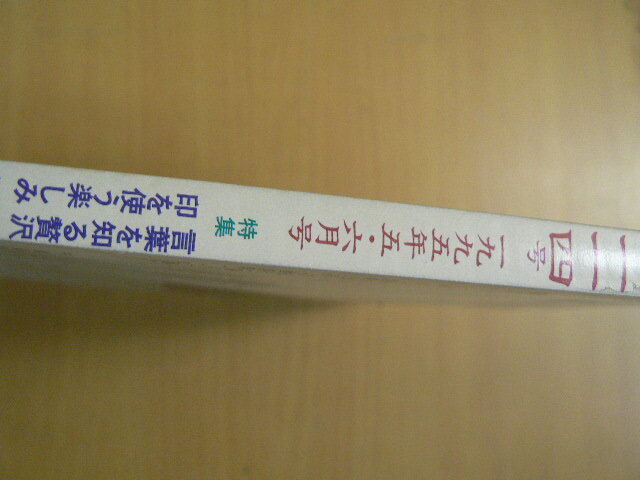 四号
一九九五年五・六月号
特集
言葉を知る贅沢
印を使う楽しみ